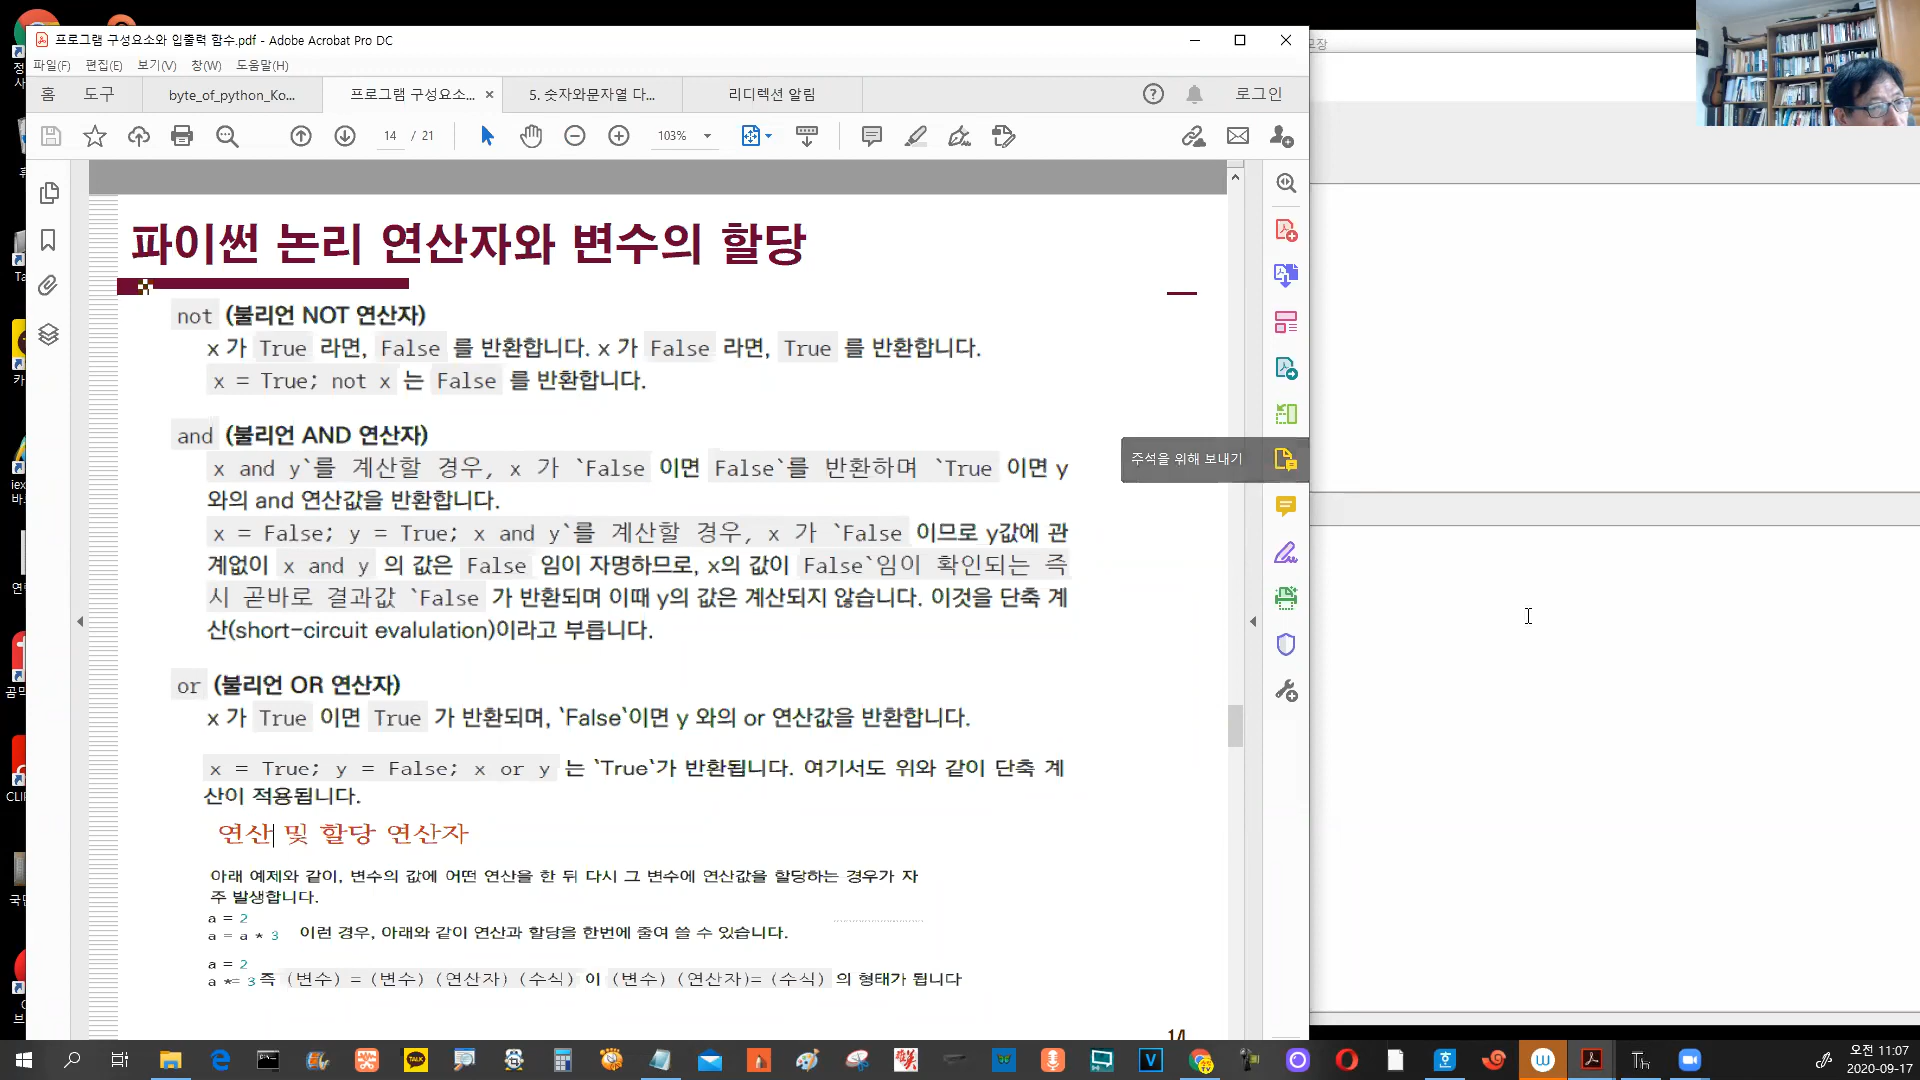 프로그램 구성요소와 입출력 함수.pdf - Adobe Acrobat Pro DC
파일(F) 편집(E) 보기(V) 창(W) 도움말(H)
홈 도구 byte_of_python_Ko... 프로그램 구성요소... × 5. 숫자와문자열 다... 리디렉션 알림 로그인
14 / 21 103%
파이썬 논리 연산자와 변수의 할당
not (불리언 NOT 연산자)
x 가 True 라면, False 를 반환합니다. x 가 False 라면, True 를 반환합니다.
x = True; not x 는 False 를 반환합니다.
and (불리언 AND 연산자)
x and y`를 계산할 경우, x 가 `False 이면 False`를 반환하며 `True 이면 y
와의 and 연산값을 반환합니다.
x = False; y = True; x and y`를 계산할 경우, x 가 `False 이므로 y값에 관
계없이 x and y 의 값은 False 임이 자명하므로, x의 값이 False`임이 확인되는 즉
시 곧바로 결과값 `False 가 반환되며 이때 y의 값은 계산되지 않습니다. 이것을 단축 계
산(short-circuit evalulation)이라고 부릅니다.
주석을 위해 보내기
or (불리언 OR 연산자)
x 가 True 이면 True 가 반환되며, `False`이면 y 와의 or 연산값을 반환합니다.
x = True; y = False; x or y 는 `True`가 반환됩니다. 여기서도 위와 같이 단축 계
산이 적용됩니다.
연산 및 할당 연산자
아래 예제와 같이, 변수의 값에 어떤 연산을 한 뒤 다시 그 변수에 연산값을 할당하는 경우가 자
주 발생합니다.
a = 2
a = a * 3 이런 경우, 아래와 같이 연산과 할당을 한번에 줄여 쓸 수 있습니다.
a = 2
a *= 3 즉 (변수) = (변수) (연산자) (수식) 이 (변수) (연산자)= (수식) 의 형태가 됩니다
14
오전 11:07
2020-09-17